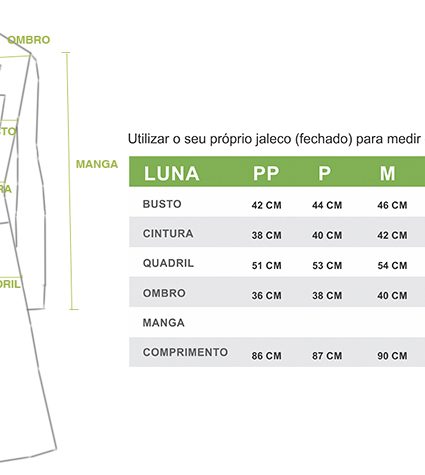 OMBRO
TO
MANGA
RA
RIL
Utilizar o seu próprio jaleco (fechado) para medir
LUNA PP P M
BUSTO 42 CM 44 CM 46 CM
CINTURA 38 CM 40 CM 42 CM
QUADRIL 51 CM 53 CM 54 CM
OMBRO 36 CM 38 CM 40 CM
MANGA
COMPRIMENTO 86 CM 87 CM 90 CM